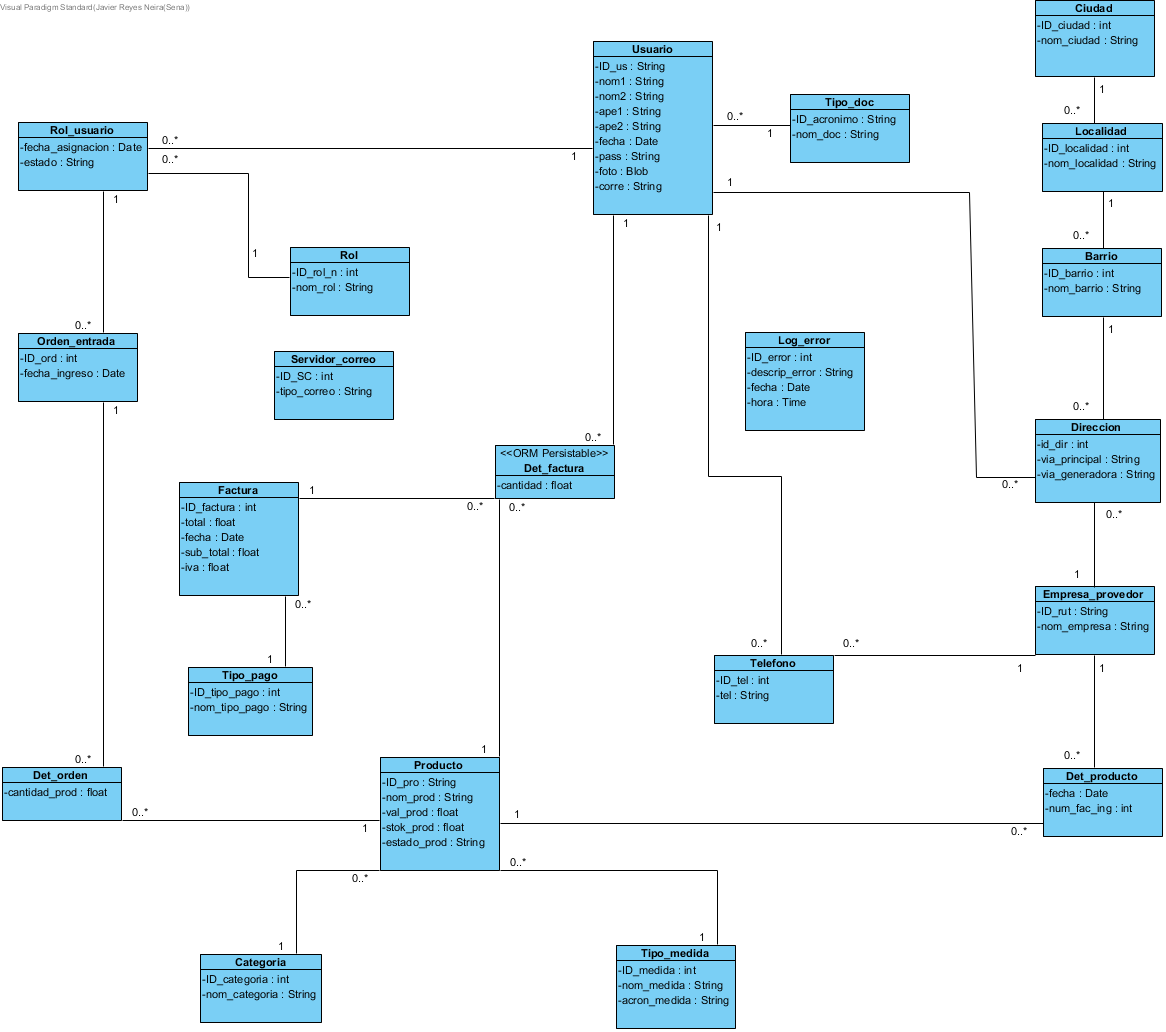 Visual Paradigm Standard(Javier Reyes Neira(Sena))
Ciudad
-ID_ciudad : int
-nom_ciudad : String
1
0..*
Usuario
-ID_us : String
-nom1 : String
-nom2 : String
-ape1 : String
-ape2 : String
-fecha : Date
-pass : String
-foto : Blob
-corre : String
Tipo_doc
-ID_acronimo : String
-nom_doc : String
0..*
1
Localidad
-ID_localidad : int
-nom_localidad : String
1
0..*
Rol_usuario
-fecha_asignacion : Date
-estado : String
0..*
0..*
1
1
1
1
1
1
Rol
-ID_rol_n : int
-nom_rol : String
Barrio
-ID_barrio : int
-nom_barrio : String
1
0..*
0..*
Orden_entrada
-ID_ord : int
-fecha_ingreso : Date
1
Servidor_correo
-ID_SC : int
-tipo_correo : String
Log_error
-ID_error : int
-descrip_error : String
-fecha : Date
-hora : Time
Direccion
-id_dir : int
-via_principal : String
-via_generadora : String
0..*
0..*
0..*
<<ORM Persistable>>
Det_factura
-cantidad : float
0..*
0..*
1
Factura
-ID_factura : int
-total : float
-fecha : Date
-sub_total : float
-iva : float
0..*
1
Tipo_pago
-ID_tipo_pago : int
-nom_tipo_pago : String
1
Empresa_provedor
-ID_rut : String
-nom_empresa : String
0..*
0..*
1
1
Telefono
-ID_tel : int
-tel : String
0..*
1
0..*
Det_orden
-cantidad_prod : float
0..*
1
Producto
-ID_pro : String
-nom_prod : String
-val_prod : float
-stok_prod : float
-estado_prod : String
1
0..*
Det_producto
-fecha : Date
-num_fac_ing : int
0..*
0..*
1
1
Categoria
-ID_categoria : int
-nom_categoria : String
Tipo_medida
-ID_medida : int
-nom_medida : String
-acron_medida : String